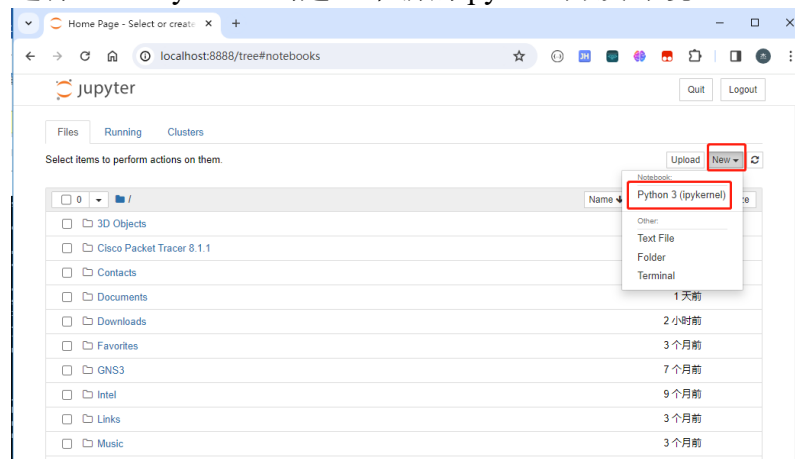 Home Page - Select or create
localhost:8888/tree#notebooks
JH
jupyter
Quit
Logout
Files
Running
Clusters
Select items to perform actions on them.
Upload
New
Notebook:
Python 3 (ipykernel)
Other:
Text File
Folder
Terminal
0
/
Name
3D Objects
Cisco Packet Tracer 8.1.1
Contacts
Documents
1 天前
Downloads
2 小时前
Favorites
3 个月前
GNS3
7 个月前
Intel
9 个月前
Links
3 个月前
Music
3 个月前